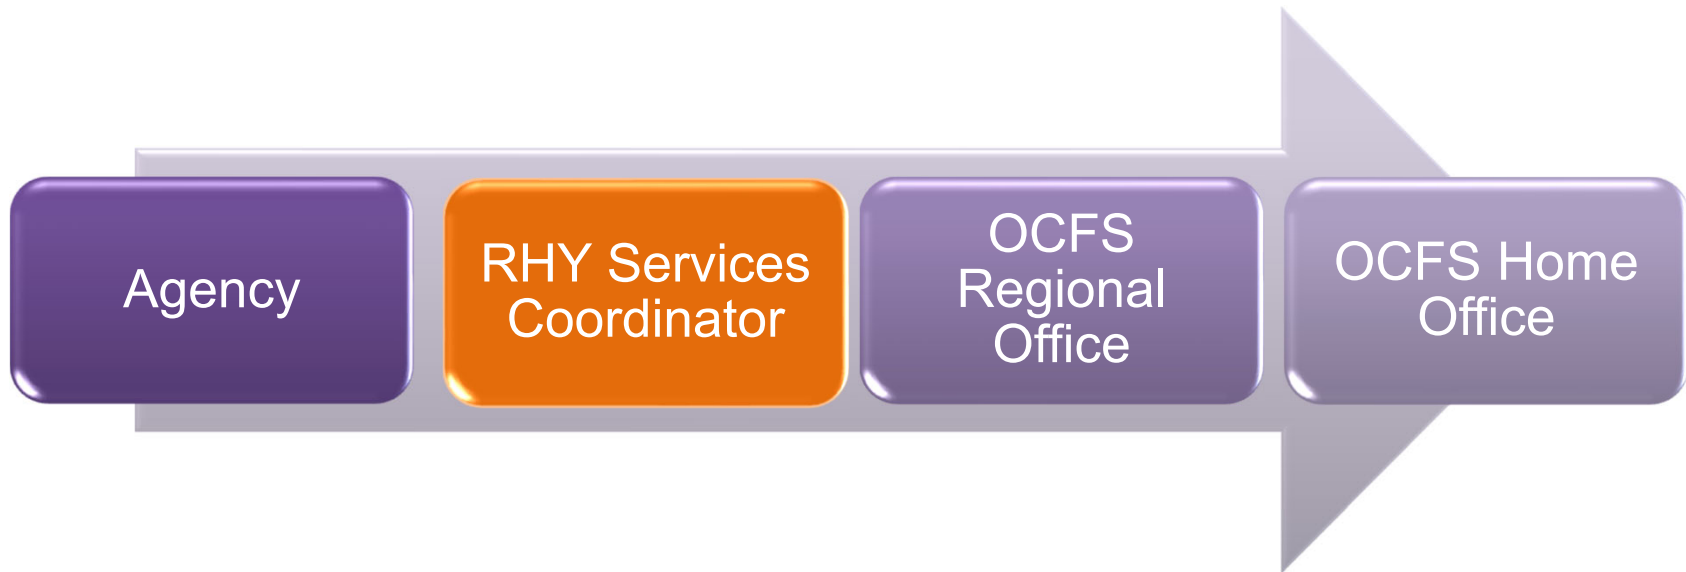 Agency
RHY Services
Coordinator
OCFS
Regional
Office
OCFS Home
Office